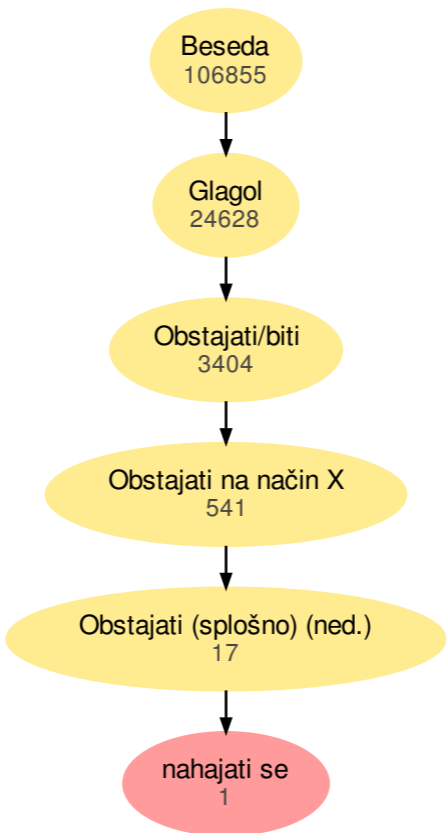 Beseda
106855
Glagol
24628
Obstajati/biti
3404
Obstajati na način X
541
Obstajati (splošno) (ned.)
17
nahajati se
1